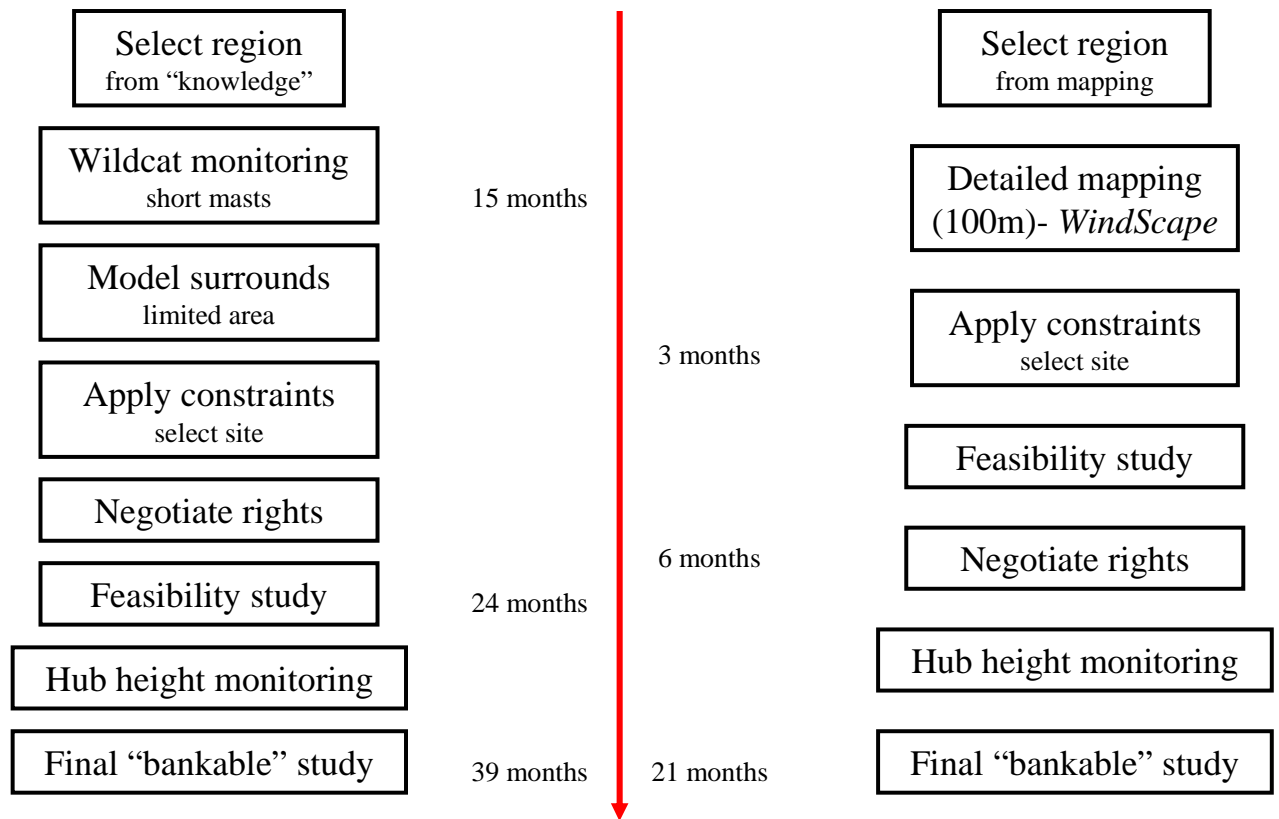 Select region
from “knowledge”
Wildcat monitoring
short masts
15 months
Model surrounds
limited area
Apply constraints
select site
Negotiate rights
Feasibility study
24 months
Hub height monitoring
Final “bankable” study
39 months
Select region
from mapping
Detailed mapping
(100m)- WindScape
Apply constraints
select site
3 months
Feasibility study
Negotiate rights
6 months
Hub height monitoring
Final “bankable” study
21 months